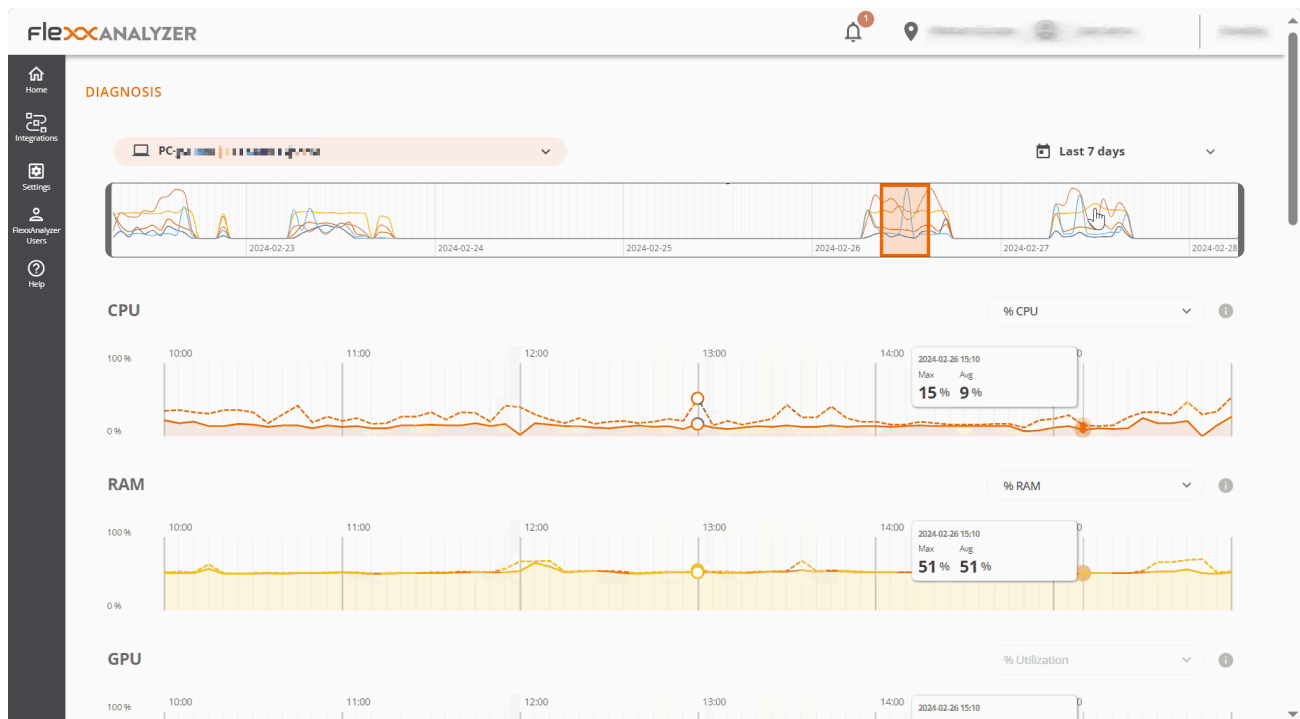 FlexxANALYZER
1
Home
Integrations
Settings
FlexxAnalyzer
Users
Help
DIAGNOSIS
PC-
Last 7 days
2024-02-23
2024-02-24
2024-02-25
2024-02-26
2024-02-27
2024-02-28
CPU
% CPU
100 %
10:00
11:00
12:00
13:00
14:00
0
2024-02-26 15:10
Max Avg
15 % 9 %
0 %
RAM
% RAM
100 %
10:00
11:00
12:00
13:00
14:00
0
2024-02-26 15:10
Max Avg
51 % 51 %
0 %
GPU
% Utilization
100 %
10:00
11:00
12:00
13:00
14:00
0
2024-02-26 15:10